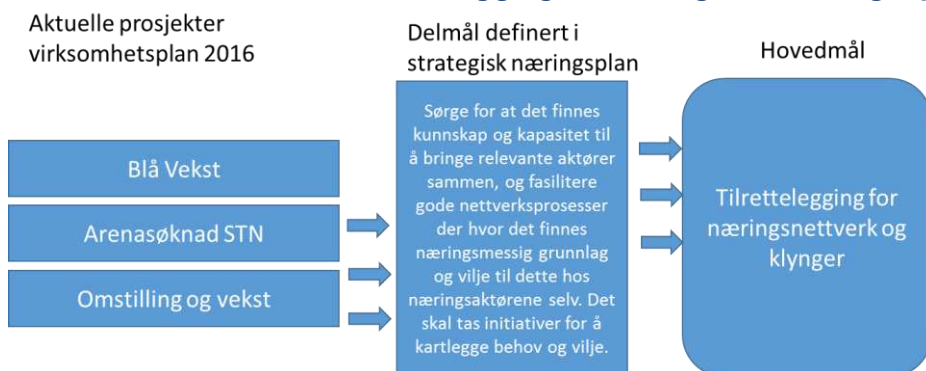 Aktuelle prosjekter
virksomhetsplan 2016
Blå Vekst
Arenasøknad STN
Omstilling og vekst
Delmål definert i
strategisk næringsplan
Sørge for at det finnes
kunnskap og kapasitet til
å bringe relevante aktører
sammen, og fasilitere
gode nettverksprosesser
der hvor det finnes
næringsmessig grunnlag
og vilje til dette hos
næringsaktørene selv. Det
skal tas initiativer for å
kartlegge behov og vilje.
Hovedmål
Tilrettelegging for
næringsnettverk og
klynger